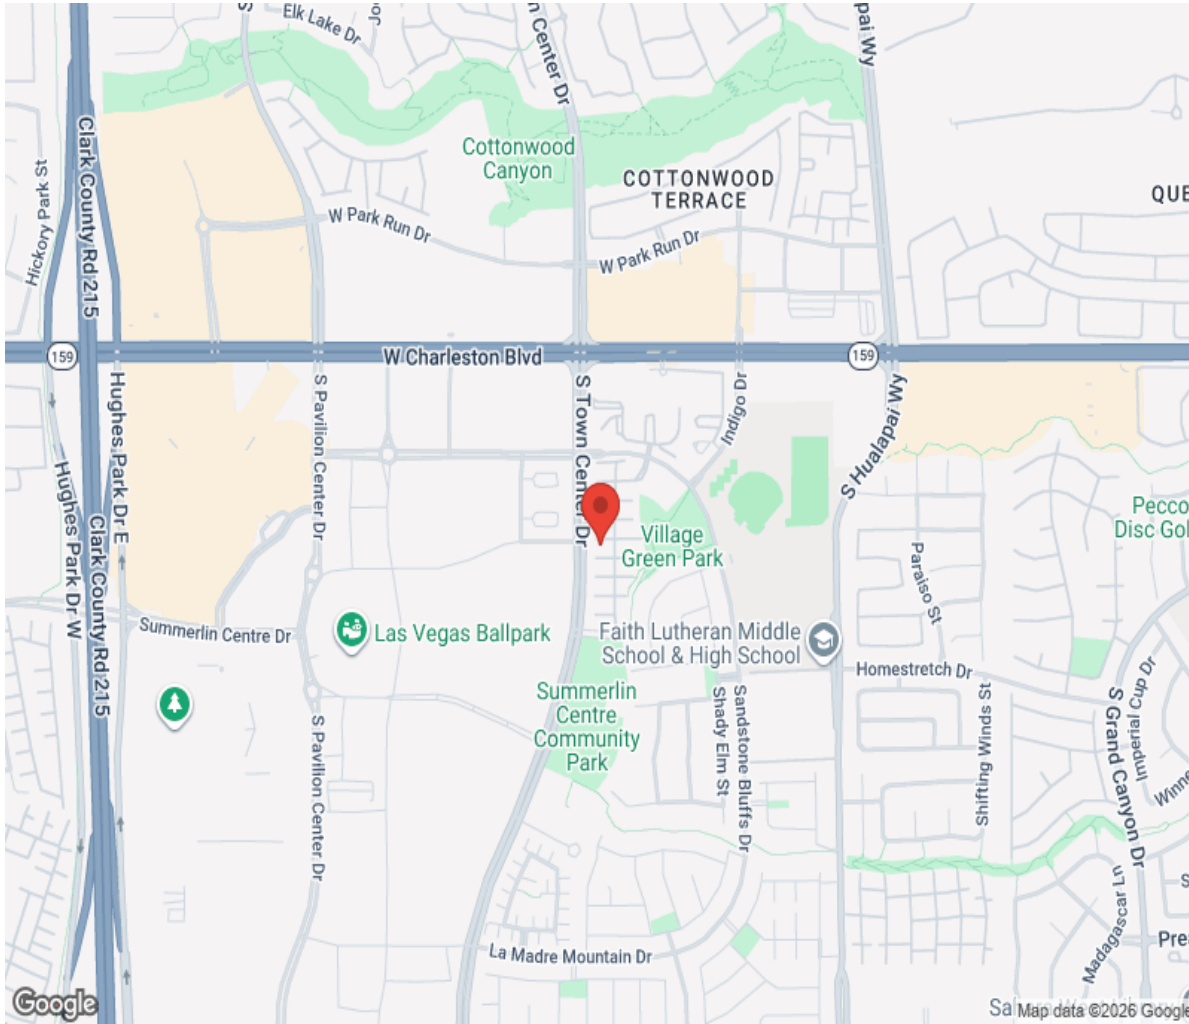 Elk Lake Dr
n Center Dr
pai Wy
Clark County Rd 215
Hickory Park St
Cottonwood
Canyon
COTTONWOOD
TERRACE
QUE
W Park Run Dr
W Park Run Dr
159
W Charleston Blvd
159
Hughes Park Dr E
S Pavilion Center Dr
S Town Center Dr
Indigo Dr
S Hualapai Wy
Hughes Park Dr W
Clark County Rd 215
Village
Green Park
Pecco
Disc Gol
Paraiso St
Summerlin Centre Dr
Las Vegas Ballpark
Faith Lutheran Middle
School & High School
Homestretch Dr
Summerlin
Centre
Community
Park
S Pavilion Center Dr
Shady Elm St
Sandstone Bluffs Dr
Shifting Winds St
S Grand Canyon Dr
Imperial Cup Dr
Winne
Madagascar Ln
S
La Madre Mountain Dr
Pre
Google
Map data ©2026 Google